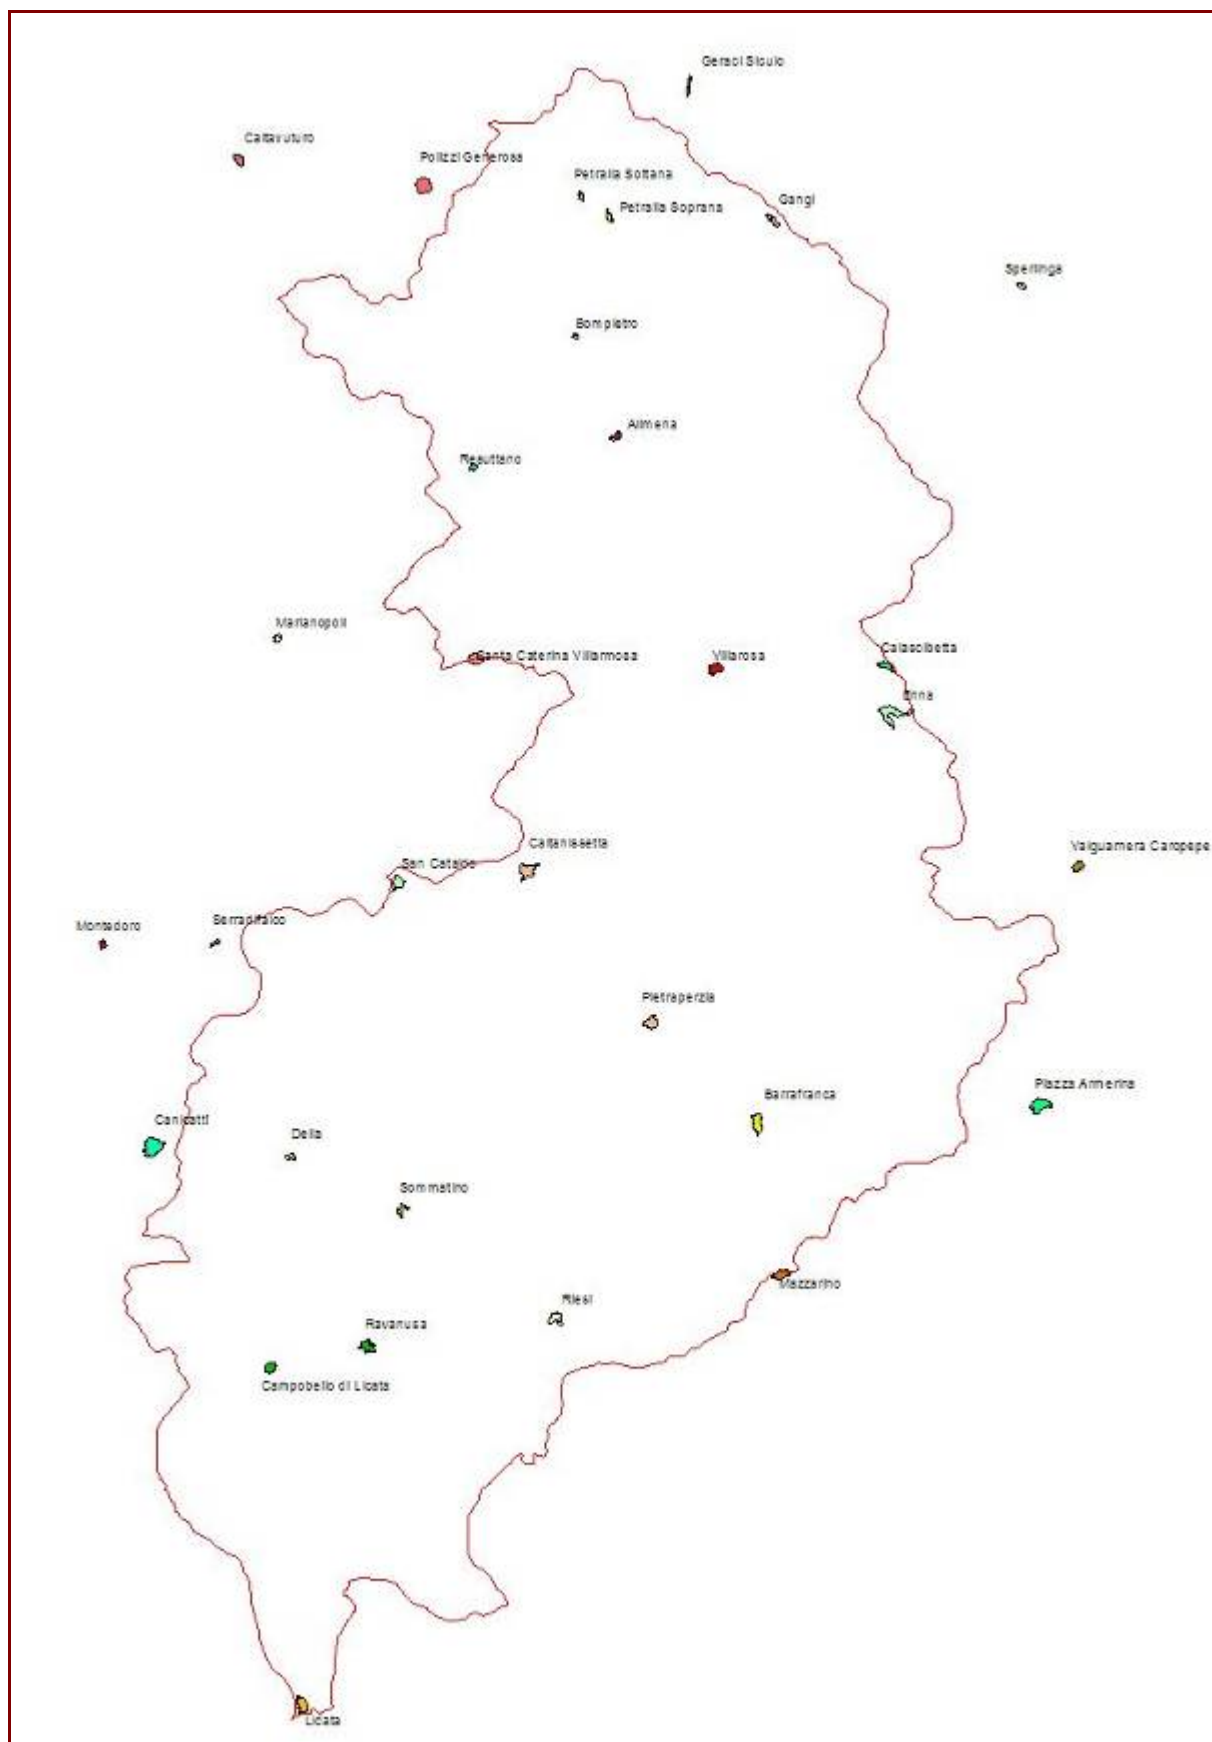 Geraci Siculo
Caltavuturo
Polizzi Generosa
Petralia Sottana
Petralia Soprana
Gangi
Sperlinga
Bompietro
Alimena
Resuttano
Marianopoli
Santa Caterina Villarmosa
Villarosa
Calascibetta
Enna
Caltanissetta
San Cataldo
Valguarnera Caropepe
Montedoro
Serradifalco
Pietraperzia
Piazza Armerina
Barrafranca
Canicattì
Delia
Sommatino
Mazzarino
Riesi
Ravanusa
Campobello di Licata
Licata